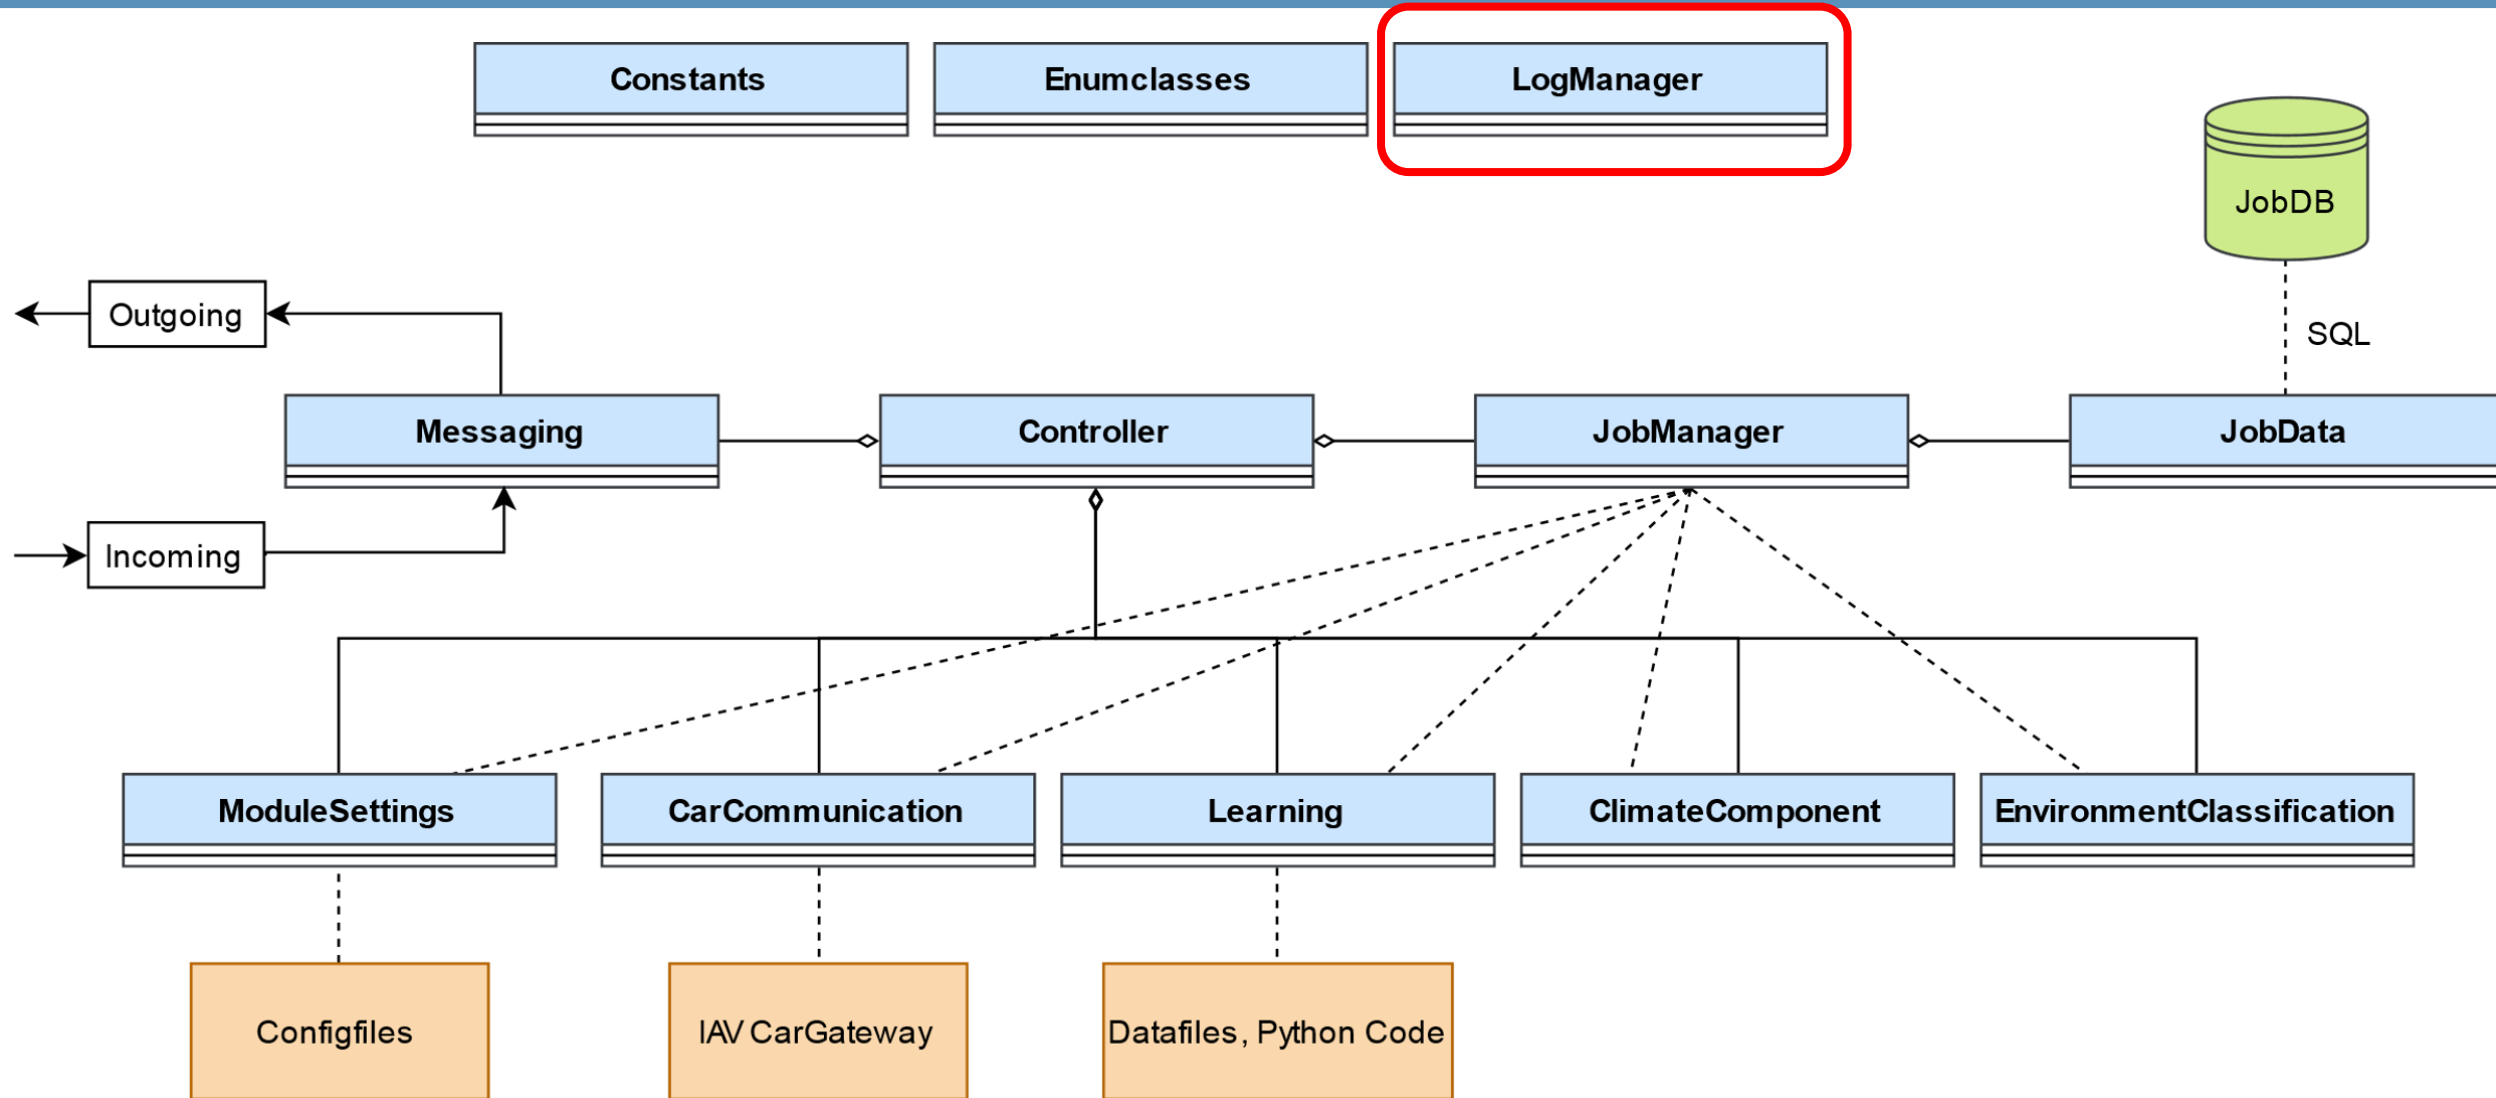 Constants
Enumclasses
LogManager
JobDB
Outgoing
SQL
Messaging
Controller
JobManager
JobData
Incoming
ModuleSettings
CarCommunication
Learning
ClimateComponent
EnvironmentClassification
Configfiles
IAV CarGateway
Datafiles, Python Code